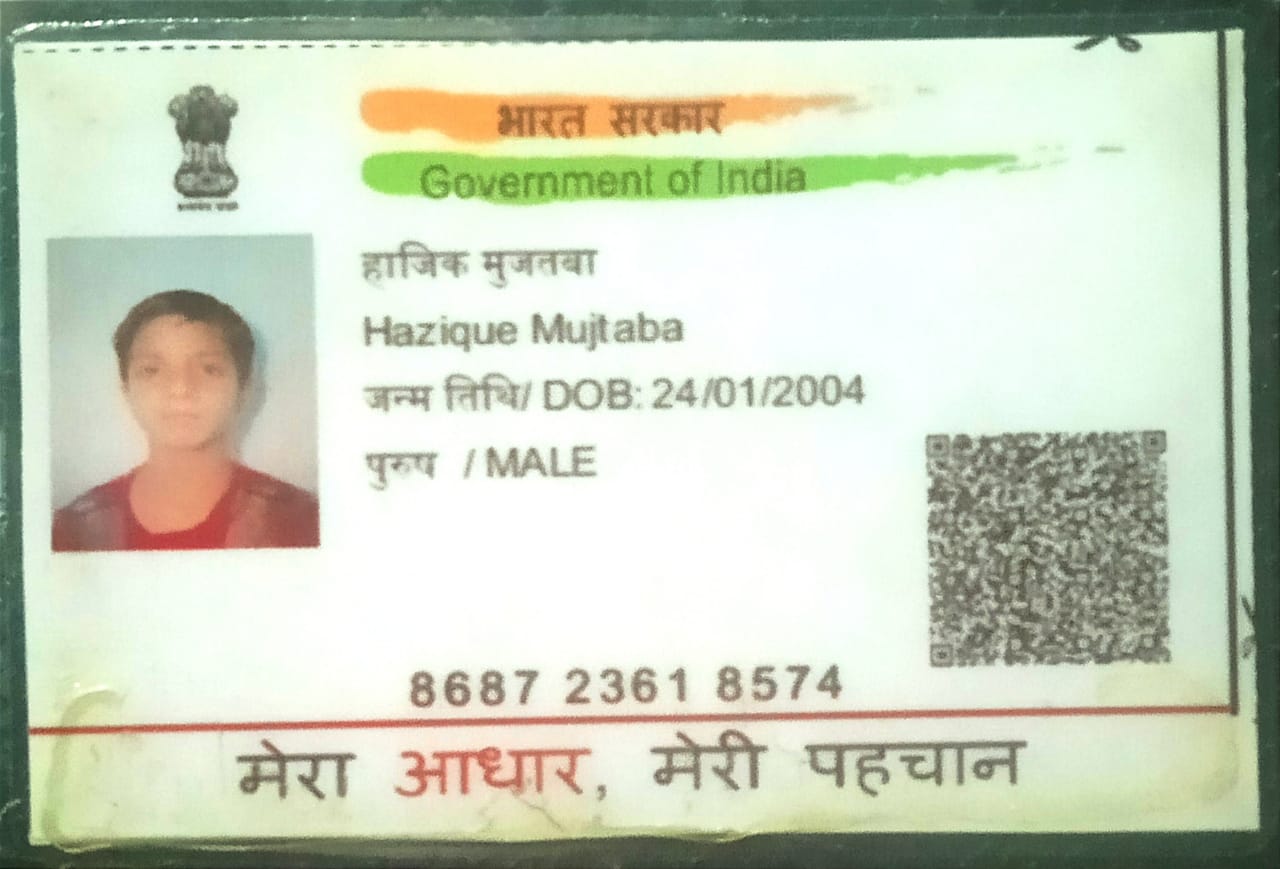 भारत सरकार
Government of India
हाजिक मुजतबा
Hazique Mujtaba
जन्म तिथि/ DOB: 24/01/2004
पुरुष / MALE
8687 2361 8574
मेरा आधार, मेरी पहचान